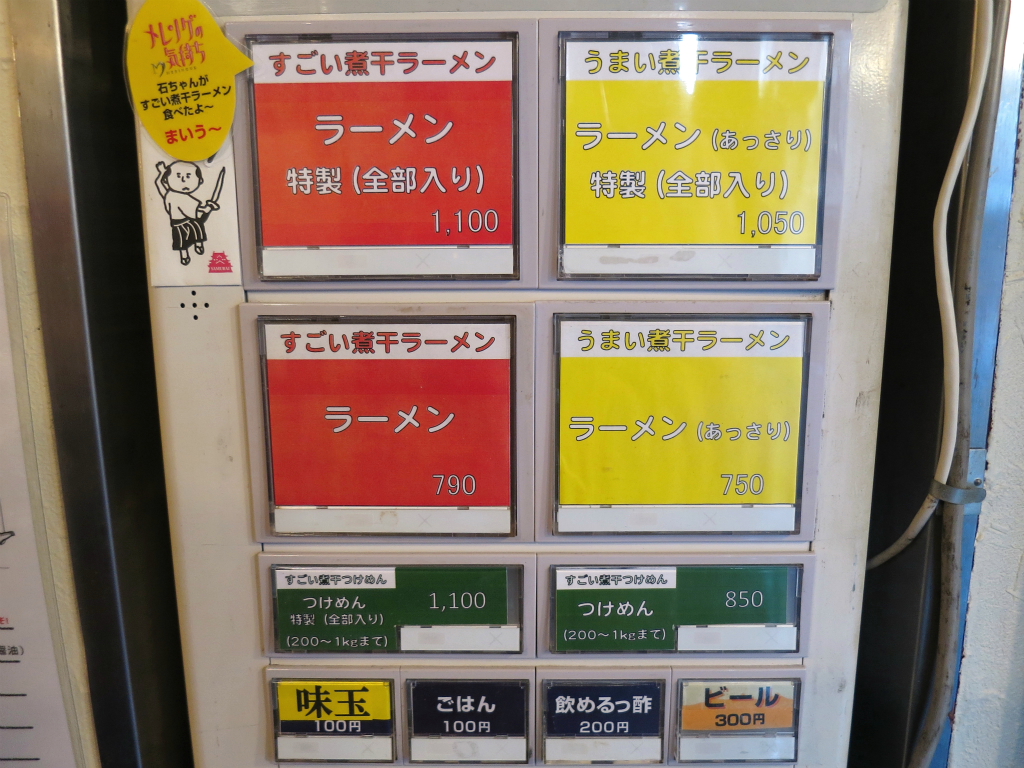 メレンゲの
気持ち
石ちゃんが
すごい煮干ラーメン
食べたよ～
まいう～
すごい煮干ラーメン
ラーメン
特製 (全部入り)
1,100
うまい煮干ラーメン
ラーメン (あっさり)
特製 (全部入り)
1,050
すごい煮干ラーメン
ラーメン
790
うまい煮干ラーメン
ラーメン (あっさり)
750
すごい煮干つけめん
つけめん 1,100
特製 (全部入り)
(200～1kgまて)
すごい煮干つけめん
つけめん 850
(200～1kgまて)
味玉
100円
ごはん
100円
飲めるっ酢
200円
ビール
300円
油)